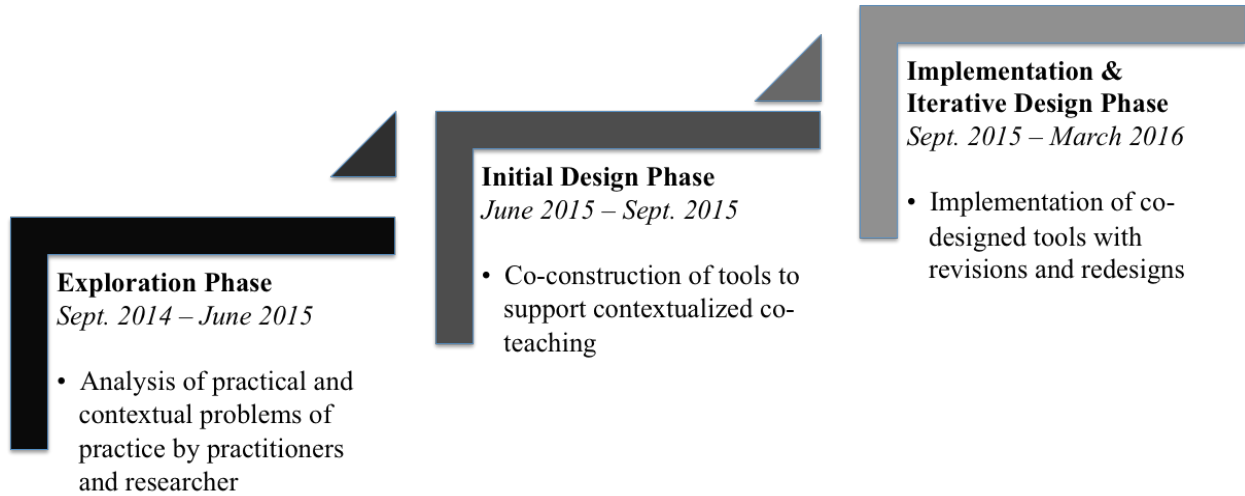 Exploration Phase
Sept. 2014 – June 2015
• Analysis of practical and
contextual problems of
practice by practitioners
and researcher
Initial Design Phase
June 2015 – Sept. 2015
• Co-construction of tools to
support contextualized co-
teaching
Implementation &
Iterative Design Phase
Sept. 2015 – March 2016
• Implementation of co-
designed tools with
revisions and redesigns